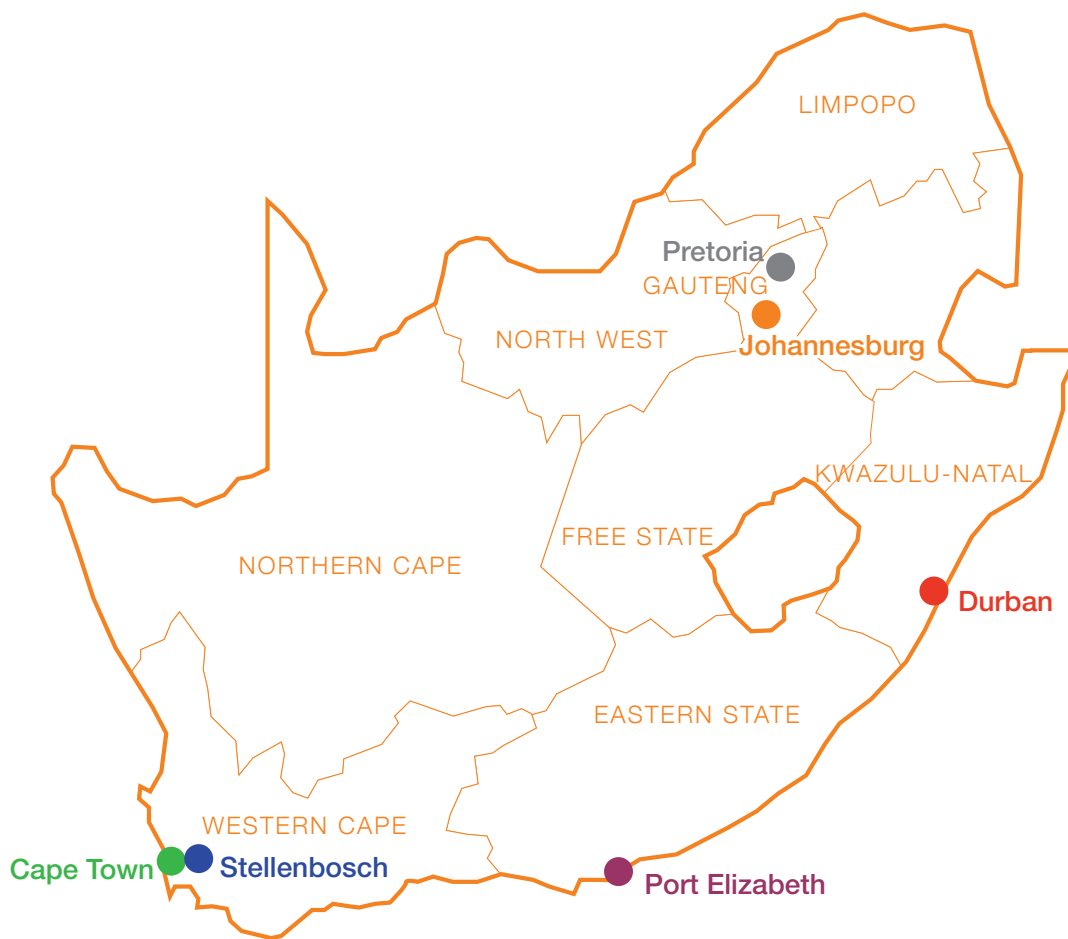 LIMPOPO
Pretoria
GAUTENG
NORTH WEST
Johannesburg
KWAZULU-NATAL
FREE STATE
NORTHERN CAPE
Durban
EASTERN STATE
WESTERN CAPE
Cape Town
Stellenbosch
Port Elizabeth